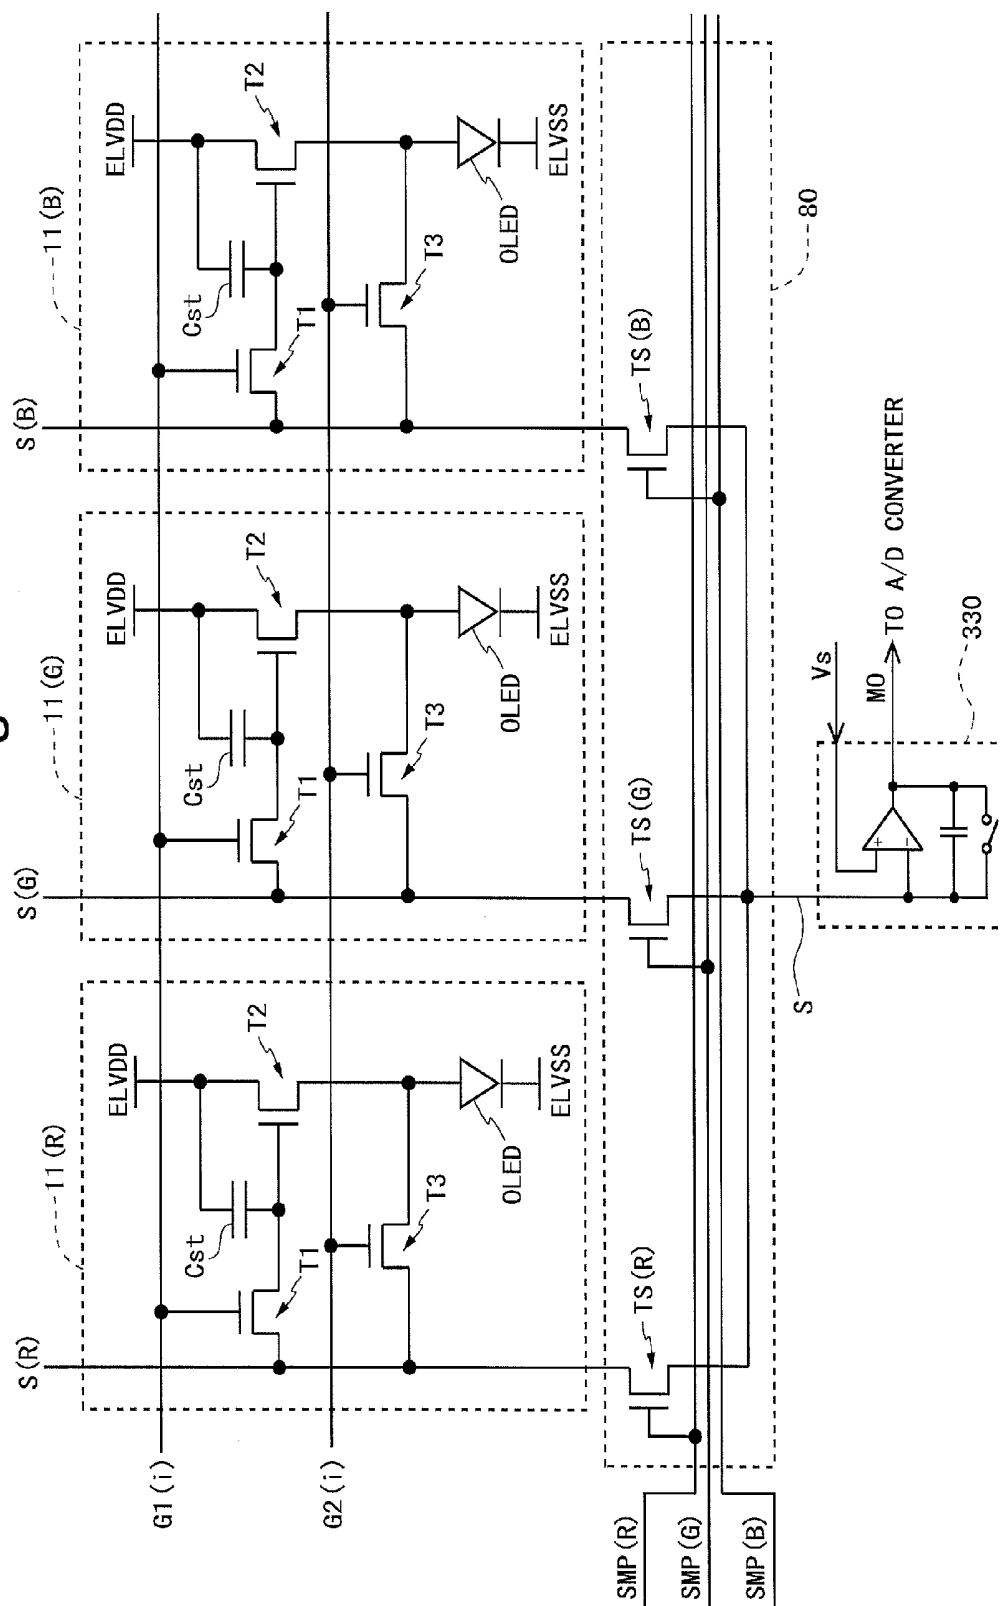 11(R)
11(G)
11(B)
ELVDD
ELVDD
ELVDD
S(R)
S(G)
S(B)
G1(i)
Cst
T2
Cst
T2
Cst
T2
T1
T1
T1
G2(i)
T3
T3
T3
OLED
OLED
OLED
ELVSS
ELVSS
ELVSS
TS(R)
TS(G)
TS(B)
SMP(R)
SMP(G)
SMP(B)
80
S
Vs
MO
TO A/D CONVERTER
330
+
−